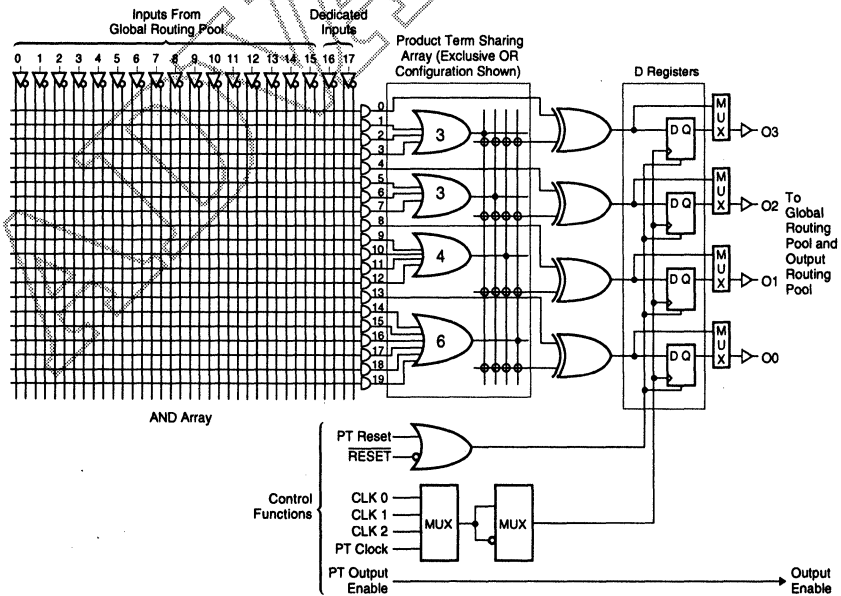 Inputs From
Global Routing Pool
Dedicated
Inputs
0 1 2 3 4 5 6 7 8 9 10 11 12 13 14 15 16 17
Product Term Sharing
Array (Exclusive OR
Configuration Shown)
D Registers
0
1
2
3
4
5
6
7
8
9
10
11
12
13
14
15
16
17
18
19
3
3
4
6
MUX
D Q
O3
MUX
D Q
O2
MUX
D Q
O1
MUX
D Q
O0
To
Global
Routing
Pool and
Output
Routing
Pool
AND Array
Control
Functions
PT Reset
RESET
CLK 0
CLK 1
CLK 2
PT Clock
MUX
MUX
PT Output
Enable
Output
Enable